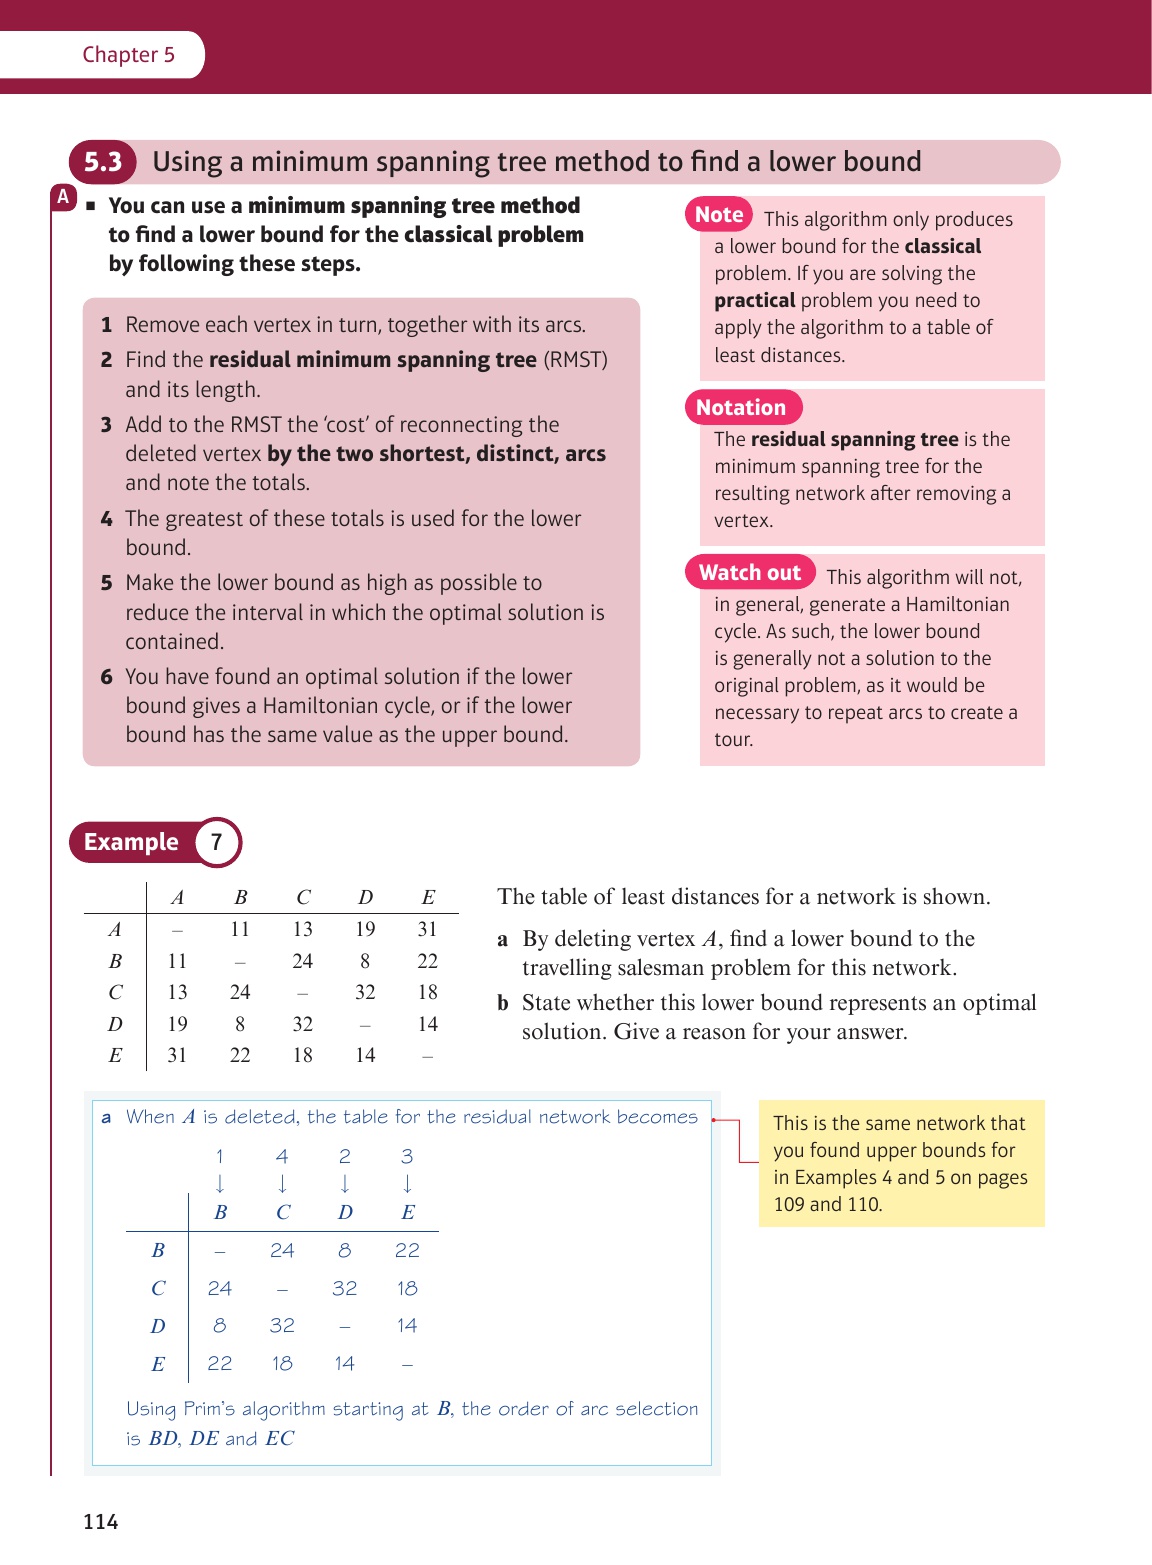 Chapter 5
5.3 Using a minimum spanning tree method to find a lower bound
A
■ You can use a minimum spanning tree method
to find a lower bound for the classical problem
by following these steps.
1 Remove each vertex in turn, together with its arcs.
2 Find the residual minimum spanning tree (RMST)
and its length.
3 Add to the RMST the ‘cost’ of reconnecting the
deleted vertex by the two shortest, distinct, arcs
and note the totals.
4 The greatest of these totals is used for the lower
bound.
5 Make the lower bound as high as possible to
reduce the interval in which the optimal solution is
contained.
6 You have found an optimal solution if the lower
bound gives a Hamiltonian cycle, or if the lower
bound has the same value as the upper bound.
Note This algorithm only produces
a lower bound for the classical
problem. If you are solving the
practical problem you need to
apply the algorithm to a table of
least distances.
Notation
The residual spanning tree is the
minimum spanning tree for the
resulting network after removing a
vertex.
Watch out This algorithm will not,
in general, generate a Hamiltonian
cycle. As such, the lower bound
is generally not a solution to the
original problem, as it would be
necessary to repeat arcs to create a
tour.
Example 7
A B C D E
A – 11 13 19 31
B 11 – 24 8 22
C 13 24 – 32 18
D 19 8 32 – 14
E 31 22 18 14 –
The table of least distances for a network is shown.
a By deleting vertex A, find a lower bound to the
travelling salesman problem for this network.
b State whether this lower bound represents an optimal
solution. Give a reason for your answer.
a When A is deleted, the table for the residual network becomes
1 4 2 3
↓ ↓ ↓ ↓
B C D E
B – 24 8 22
C 24 – 32 18
D 8 32 – 14
E 22 18 14 –
Using Prim’s algorithm starting at B, the order of arc selection
is BD, DE and EC
This is the same network that
you found upper bounds for
in Examples 4 and 5 on pages
109 and 110.
114